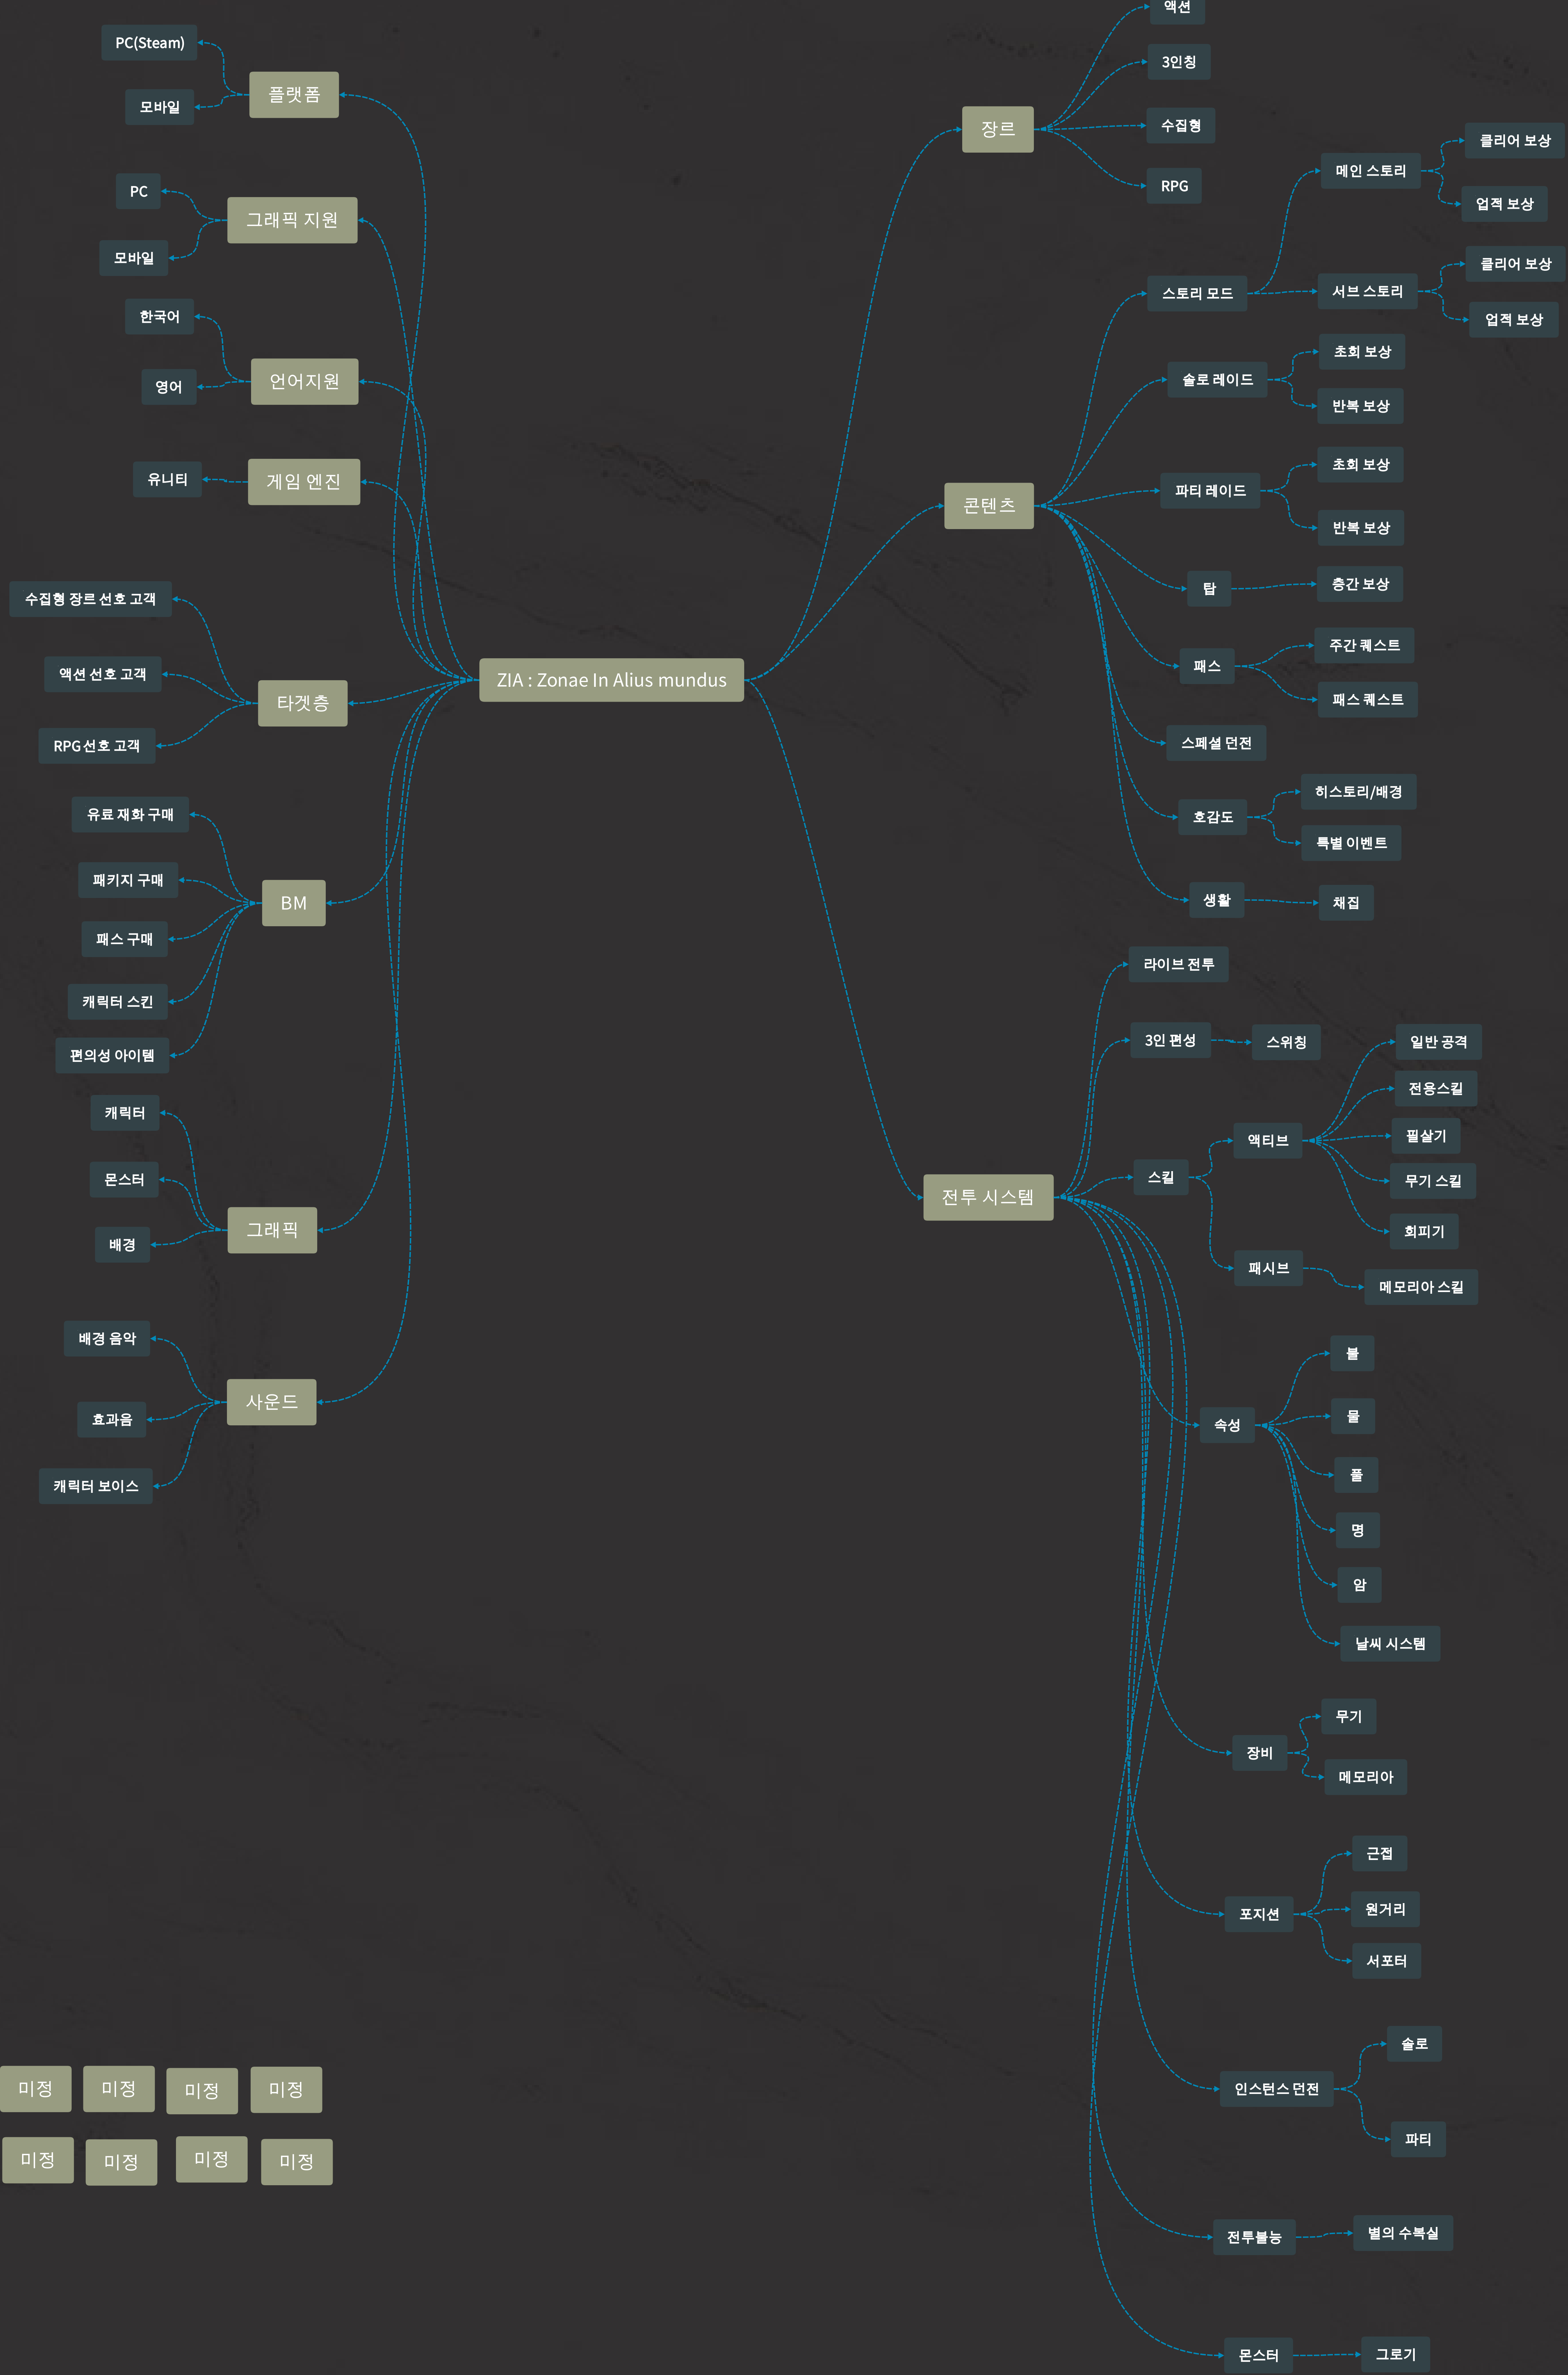 ZIA : Zonae In Alius mundus
플랫폼
PC(Steam)
모바일
그래픽 지원
PC
모바일
언어지원
한국어
영어
게임 엔진
유니티
타겟층
수집형 장르 선호 고객
액션 선호 고객
RPG 선호 고객
BM
유료 재화 구매
패키지 구매
패스 구매
캐릭터 스킨
편의성 아이템
그래픽
캐릭터
몬스터
배경
사운드
배경 음악
효과음
캐릭터 보이스
장르
액션
3인칭
수집형
RPG
콘텐츠
스토리 모드
메인 스토리
클리어 보상
업적 보상
서브 스토리
클리어 보상
업적 보상
솔로 레이드
초회 보상
반복 보상
파티 레이드
초회 보상
반복 보상
탑
층간 보상
패스
주간 퀘스트
패스 퀘스트
스페셜 던전
호감도
히스토리/배경
특별 이벤트
생활
채집
전투 시스템
라이브 전투
3인 편성
스위칭
스킬
액티브
일반 공격
전용스킬
필살기
무기 스킬
회피기
패시브
메모리아 스킬
속성
불
물
풀
명
암
날씨 시스템
장비
무기
메모리아
포지션
근접
원거리
서포터
인스턴스 던전
솔로
파티
전투불능
별의 수복실
몬스터
그로기
미정
미정
미정
미정
미정
미정
미정
미정